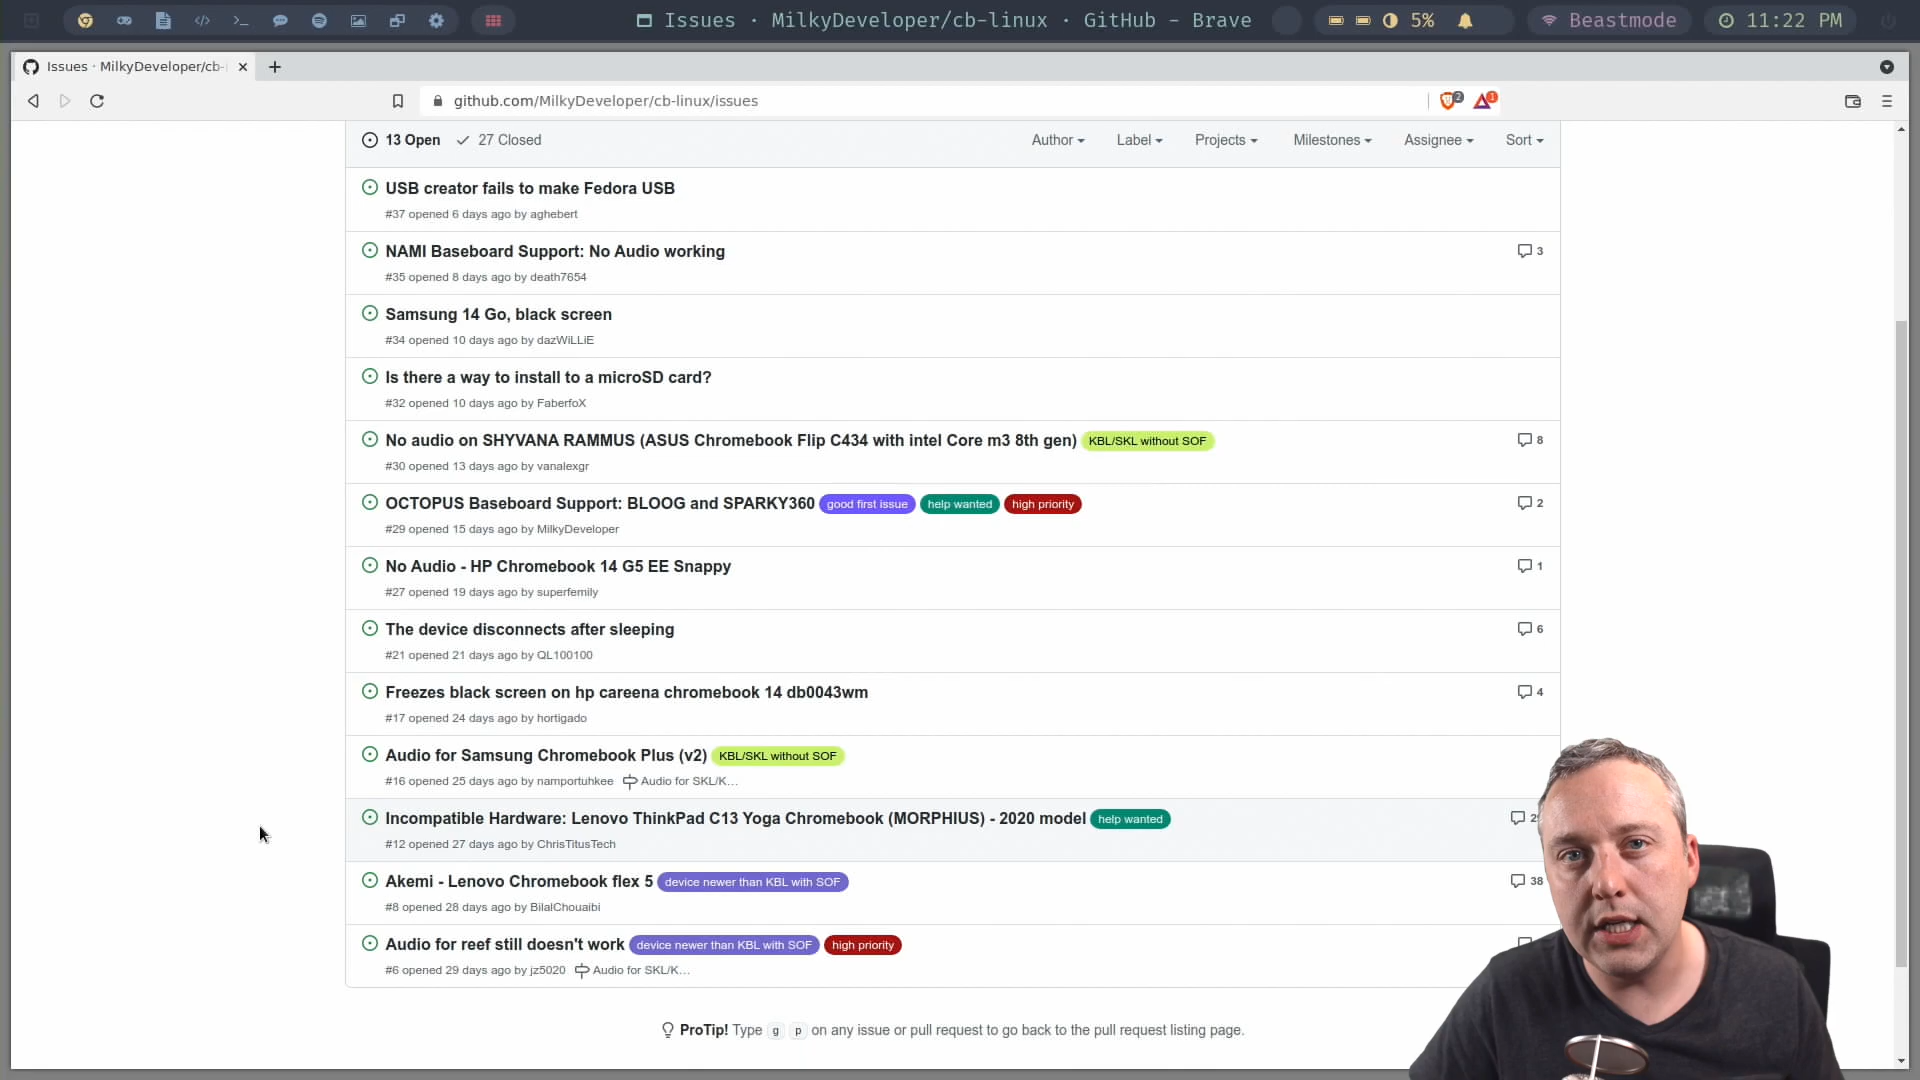 Issues · MilkyDeveloper/cb-linux · GitHub - Brave
5%
Beastmode
11:22 PM
Issues · MilkyDeveloper/cb-
github.com/MilkyDeveloper/cb-linux/issues
2
1
13 Open
27 Closed
Author
Label
Projects
Milestones
Assignee
Sort
USB creator fails to make Fedora USB
#37 opened 6 days ago by aghebert
NAMI Baseboard Support: No Audio working
3
#35 opened 8 days ago by death7654
Samsung 14 Go, black screen
#34 opened 10 days ago by dazWiLLiE
Is there a way to install to a microSD card?
#32 opened 10 days ago by FaberfoX
No audio on SHYVANA RAMMUS (ASUS Chromebook Flip C434 with intel Core m3 8th gen) KBL/SKL without SOF
8
#30 opened 13 days ago by vanalexgr
OCTOPUS Baseboard Support: BLOOG and SPARKY360 good first issue help wanted high priority
2
#29 opened 15 days ago by MilkyDeveloper
No Audio - HP Chromebook 14 G5 EE Snappy
1
#27 opened 19 days ago by superfemily
The device disconnects after sleeping
6
#21 opened 21 days ago by QL100100
Freezes black screen on hp careena chromebook 14 db0043wm
4
#17 opened 24 days ago by hortigado
Audio for Samsung Chromebook Plus (v2) KBL/SKL without SOF
#16 opened 25 days ago by namportuhkee Audio for SKL/K...
Incompatible Hardware: Lenovo ThinkPad C13 Yoga Chromebook (MORPHIUS) - 2020 model help wanted
#12 opened 27 days ago by ChrisTitusTech
Akemi - Lenovo Chromebook flex 5 device newer than KBL with SOF
38
#8 opened 28 days ago by BilalChouaibi
Audio for reef still doesn't work device newer than KBL with SOF high priority
#6 opened 29 days ago by jz5020 Audio for SKL/K...
ProTip! Type g p on any issue or pull request to go back to the pull request listing page.